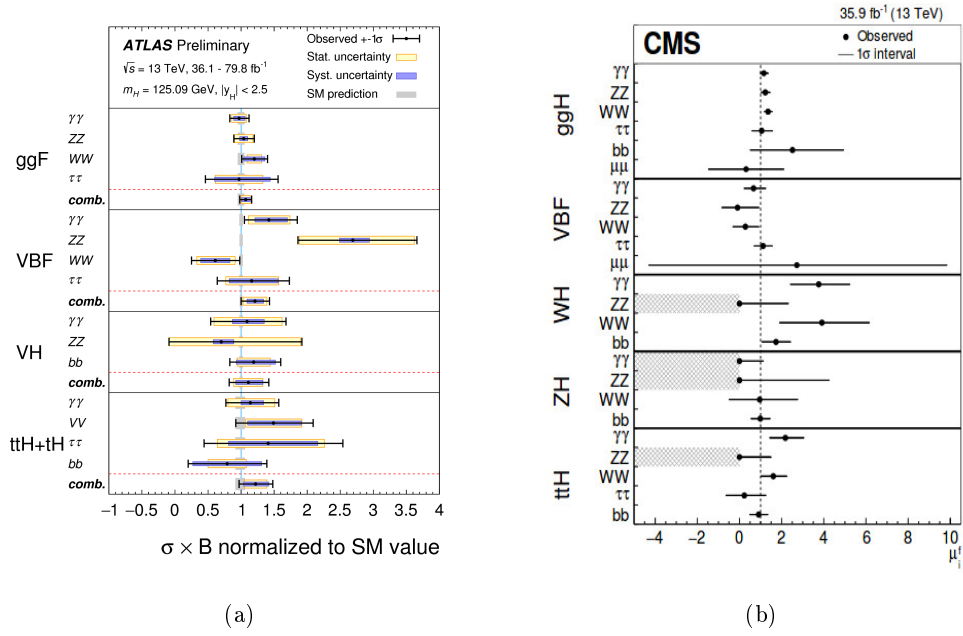 ATLAS Preliminary
√s = 13 TeV, 36.1 - 79.8 fb⁻¹
m_H = 125.09 GeV, |y_H| < 2.5
Observed +-1σ
Stat. uncertainty
Syst. uncertainty
SM prediction
ggF
γγ
ZZ
WW
ττ
comb.
VBF
γγ
ZZ
WW
ττ
comb.
VH
γγ
ZZ
bb
comb.
ttH+tH
γγ
VV
ττ
bb
comb.
−1 −0.5 0 0.5 1 1.5 2 2.5 3 3.5 4
σ × B normalized to SM value
(a)
35.9 fb⁻¹ (13 TeV)
CMS
Observed
1σ interval
ggH
γγ
ZZ
WW
ττ
bb
μμ
VBF
γγ
ZZ
WW
ττ
μμ
WH
γγ
ZZ
WW
bb
ZH
γγ
ZZ
WW
bb
ttH
γγ
ZZ
WW
ττ
bb
−4 −2 0 2 4 6 8 10
μ_i^f
(b)